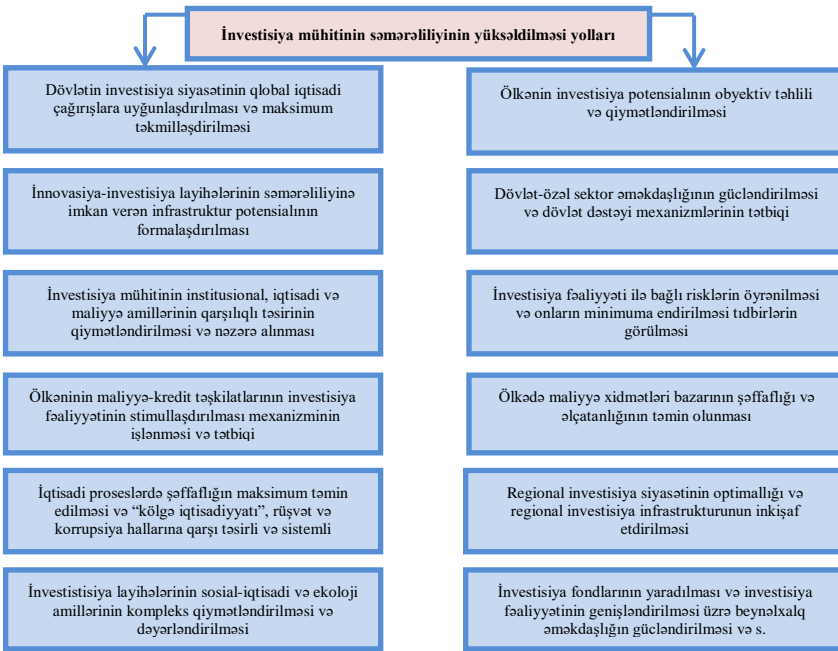 İnvestisiya mühitinin səmərəliliyinin yüksəldilməsi yolları
Dövlətin investisiya siyasətinin qlobal iqtisadi
çağırışlara uyğunlaşdırılması və maksimum
təkmilləşdirilməsi
Ölkənin investisiya potensialının obyektiv təhlili
və qiymətləndirilməsi
İnnovasiya-investisiya layihələrinin səmərəliliyinə
imkan verən infrastruktur potensialının
formalaşdırılması
Dövlət-özəl sektor əməkdaşlığının gücləndirilməsi
və dövlət dəstəyi mexanizmlərinin tətbiqi
İnvestisiya mühitinin institusional, iqtisadi və
maliyyə amillərinin qarşılıqlı təsirinin
qiymətləndirilməsi və nəzərə alınması
İnvestisiya fəaliyyəti ilə bağlı risklərin öyrənilməsi
və onların minimuma endirilməsi tıdbirlərin
görülməsi
Ölkəninin maliyyə-kredit təşkilatlarının investisiya
fəaliyyətinin stimullaşdırılması mexanizminin
işlənməsi və tətbiqi
Ölkədə maliyyə xidmətləri bazarının şəffaflığı və
əlçatanlığının təmin olunması
İqtisadi proseslərdə şəffaflığın maksimum təmin
edilməsi və “kölgə iqtisadiyyatı”, rüşvət və
korrupsiya hallarına qarşı təsirli və sistemli
Regional investisiya siyasətinin optimallığı və
regional investisiya infrastrukturunun inkişaf
etdirilməsi
İnvestistisiya layihələrinin sosial-iqtisadi və ekoloji
amillərinin kompleks qiymətləndirilməsi və
dəyərləndirilməsi
İnvestisiya fondlarının yaradılması və investisiya
fəaliyyətinin genişləndirilməsi üzrə beynəlxalq
əməkdaşlığın gücləndirilməsi və s.